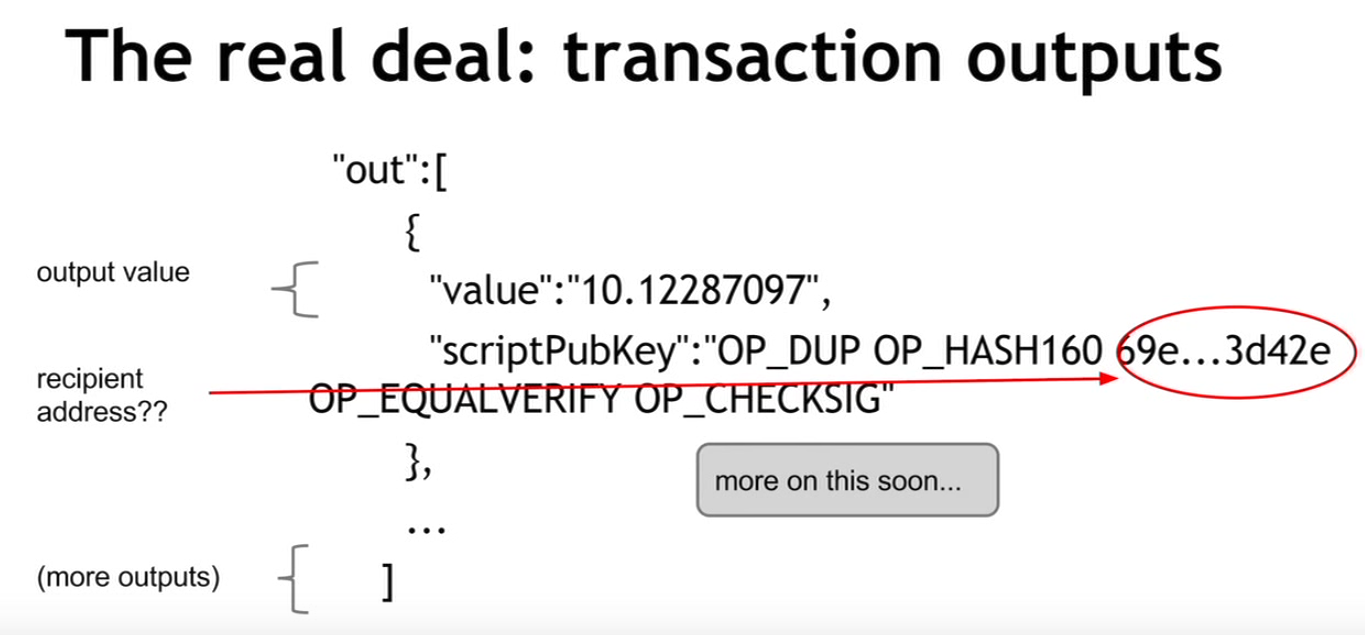 The real deal: transaction outputs
"out":[
{
output value
"value":"10.12287097",
"scriptPubKey":"OP_DUP OP_HASH160 69e...3d42e
recipient
address??
OP_EQUALVERIFY OP_CHECKSIG"
},
more on this soon...
...
(more outputs)
]